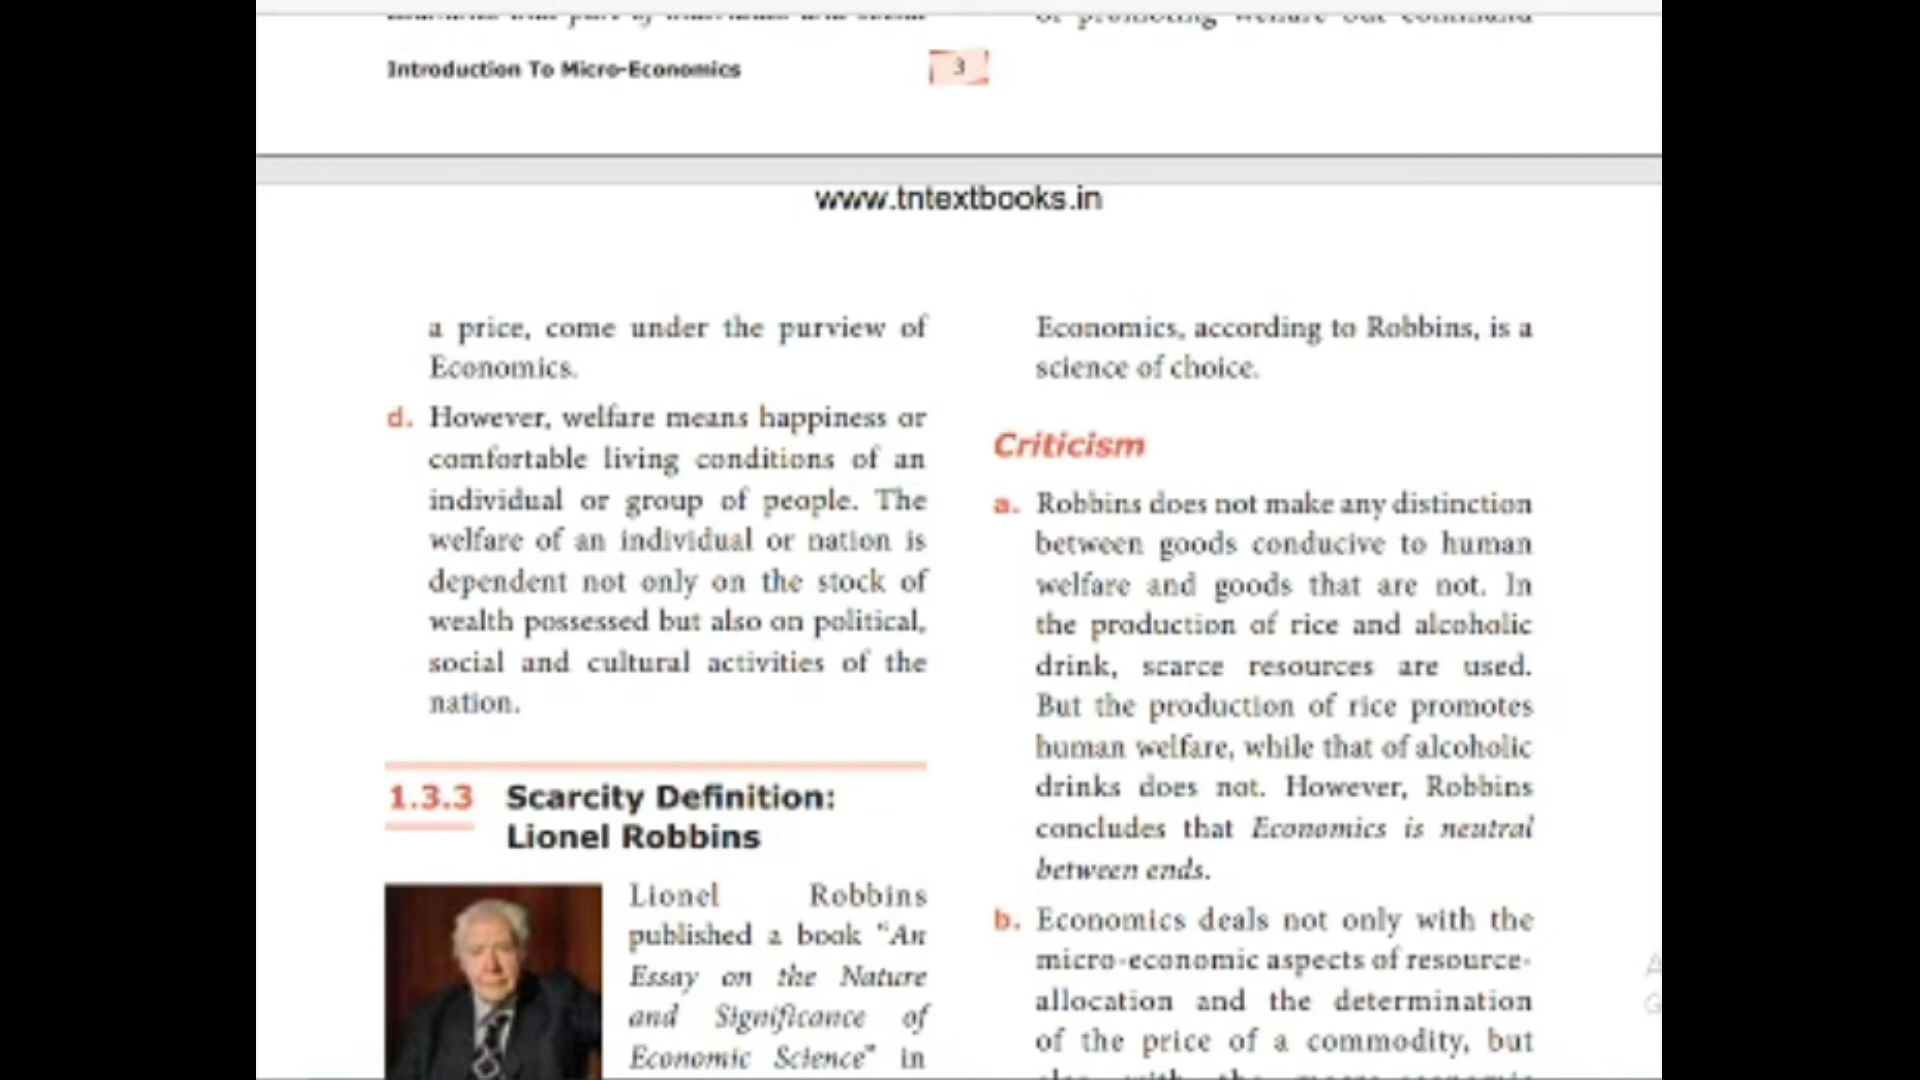 of promoting welfare but command
Introduction To Micro-Economics
3
www.tntextbooks.in
a price, come under the purview of
Economics.
d. However, welfare means happiness or
comfortable living conditions of an
individual or group of people. The
welfare of an individual or nation is
dependent not only on the stock of
wealth possessed but also on political,
social and cultural activities of the
nation.
1.3.3 Scarcity Definition:
Lionel Robbins
Lionel Robbins
published a book “An
Essay on the Nature
and Significance of
Economic Science” in
Economics, according to Robbins, is a
science of choice.
Criticism
a. Robbins does not make any distinction
between goods conducive to human
welfare and goods that are not. In
the production of rice and alcoholic
drink, scarce resources are used.
But the production of rice promotes
human welfare, while that of alcoholic
drinks does not. However, Robbins
concludes that Economics is neutral
between ends.
b. Economics deals not only with the
micro-economic aspects of resource-
allocation and the determination
of the price of a commodity, but